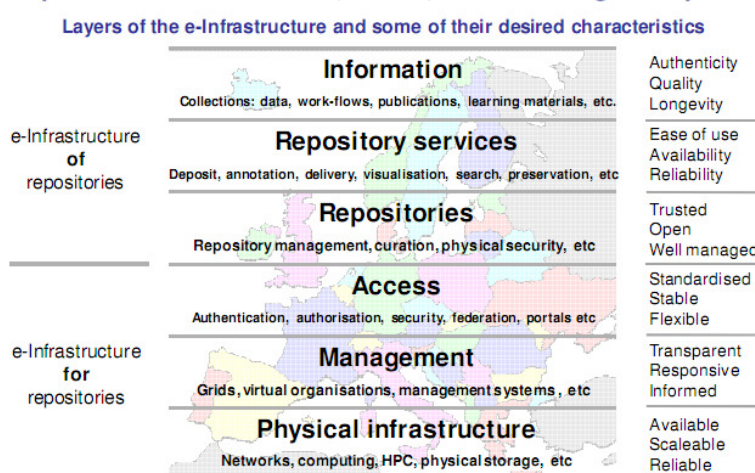 Layers of the e-Infrastructure and some of their desired characteristics
e-Infrastructure
of
repositories
Information
Collections: data, work-flows, publications, learning materials, etc.
Authenticity
Quality
Longevity
Repository services
Deposit, annotation, delivery, visualisation, search, preservation, etc
Ease of use
Availability
Reliability
Repositories
Repository management, curation, physical security, etc
Trusted
Open
Well managed
e-Infrastructure
for
repositories
Access
Authentication, authorisation, security, federation, portals etc
Standardised
Stable
Flexible
Management
Grids, virtual organisations, management systems, etc
Transparent
Responsive
Informed
Physical infrastructure
Networks, computing, HPC, physical storage, etc
Available
Scaleable
Reliable